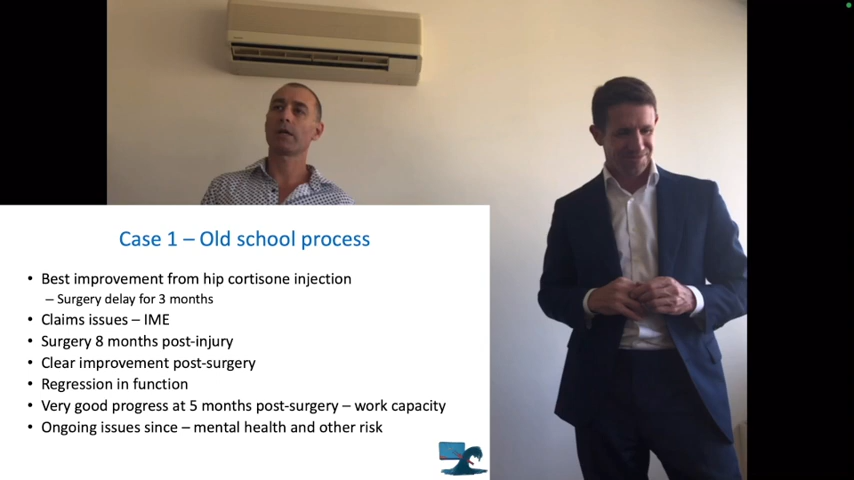 Case 1 – Old school process
• Best improvement from hip cortisone injection
– Surgery delay for 3 months
• Claims issues – IME
• Surgery 8 months post-injury
• Clear improvement post-surgery
• Regression in function
• Very good progress at 5 months post-surgery – work capacity
• Ongoing issues since – mental health and other risk